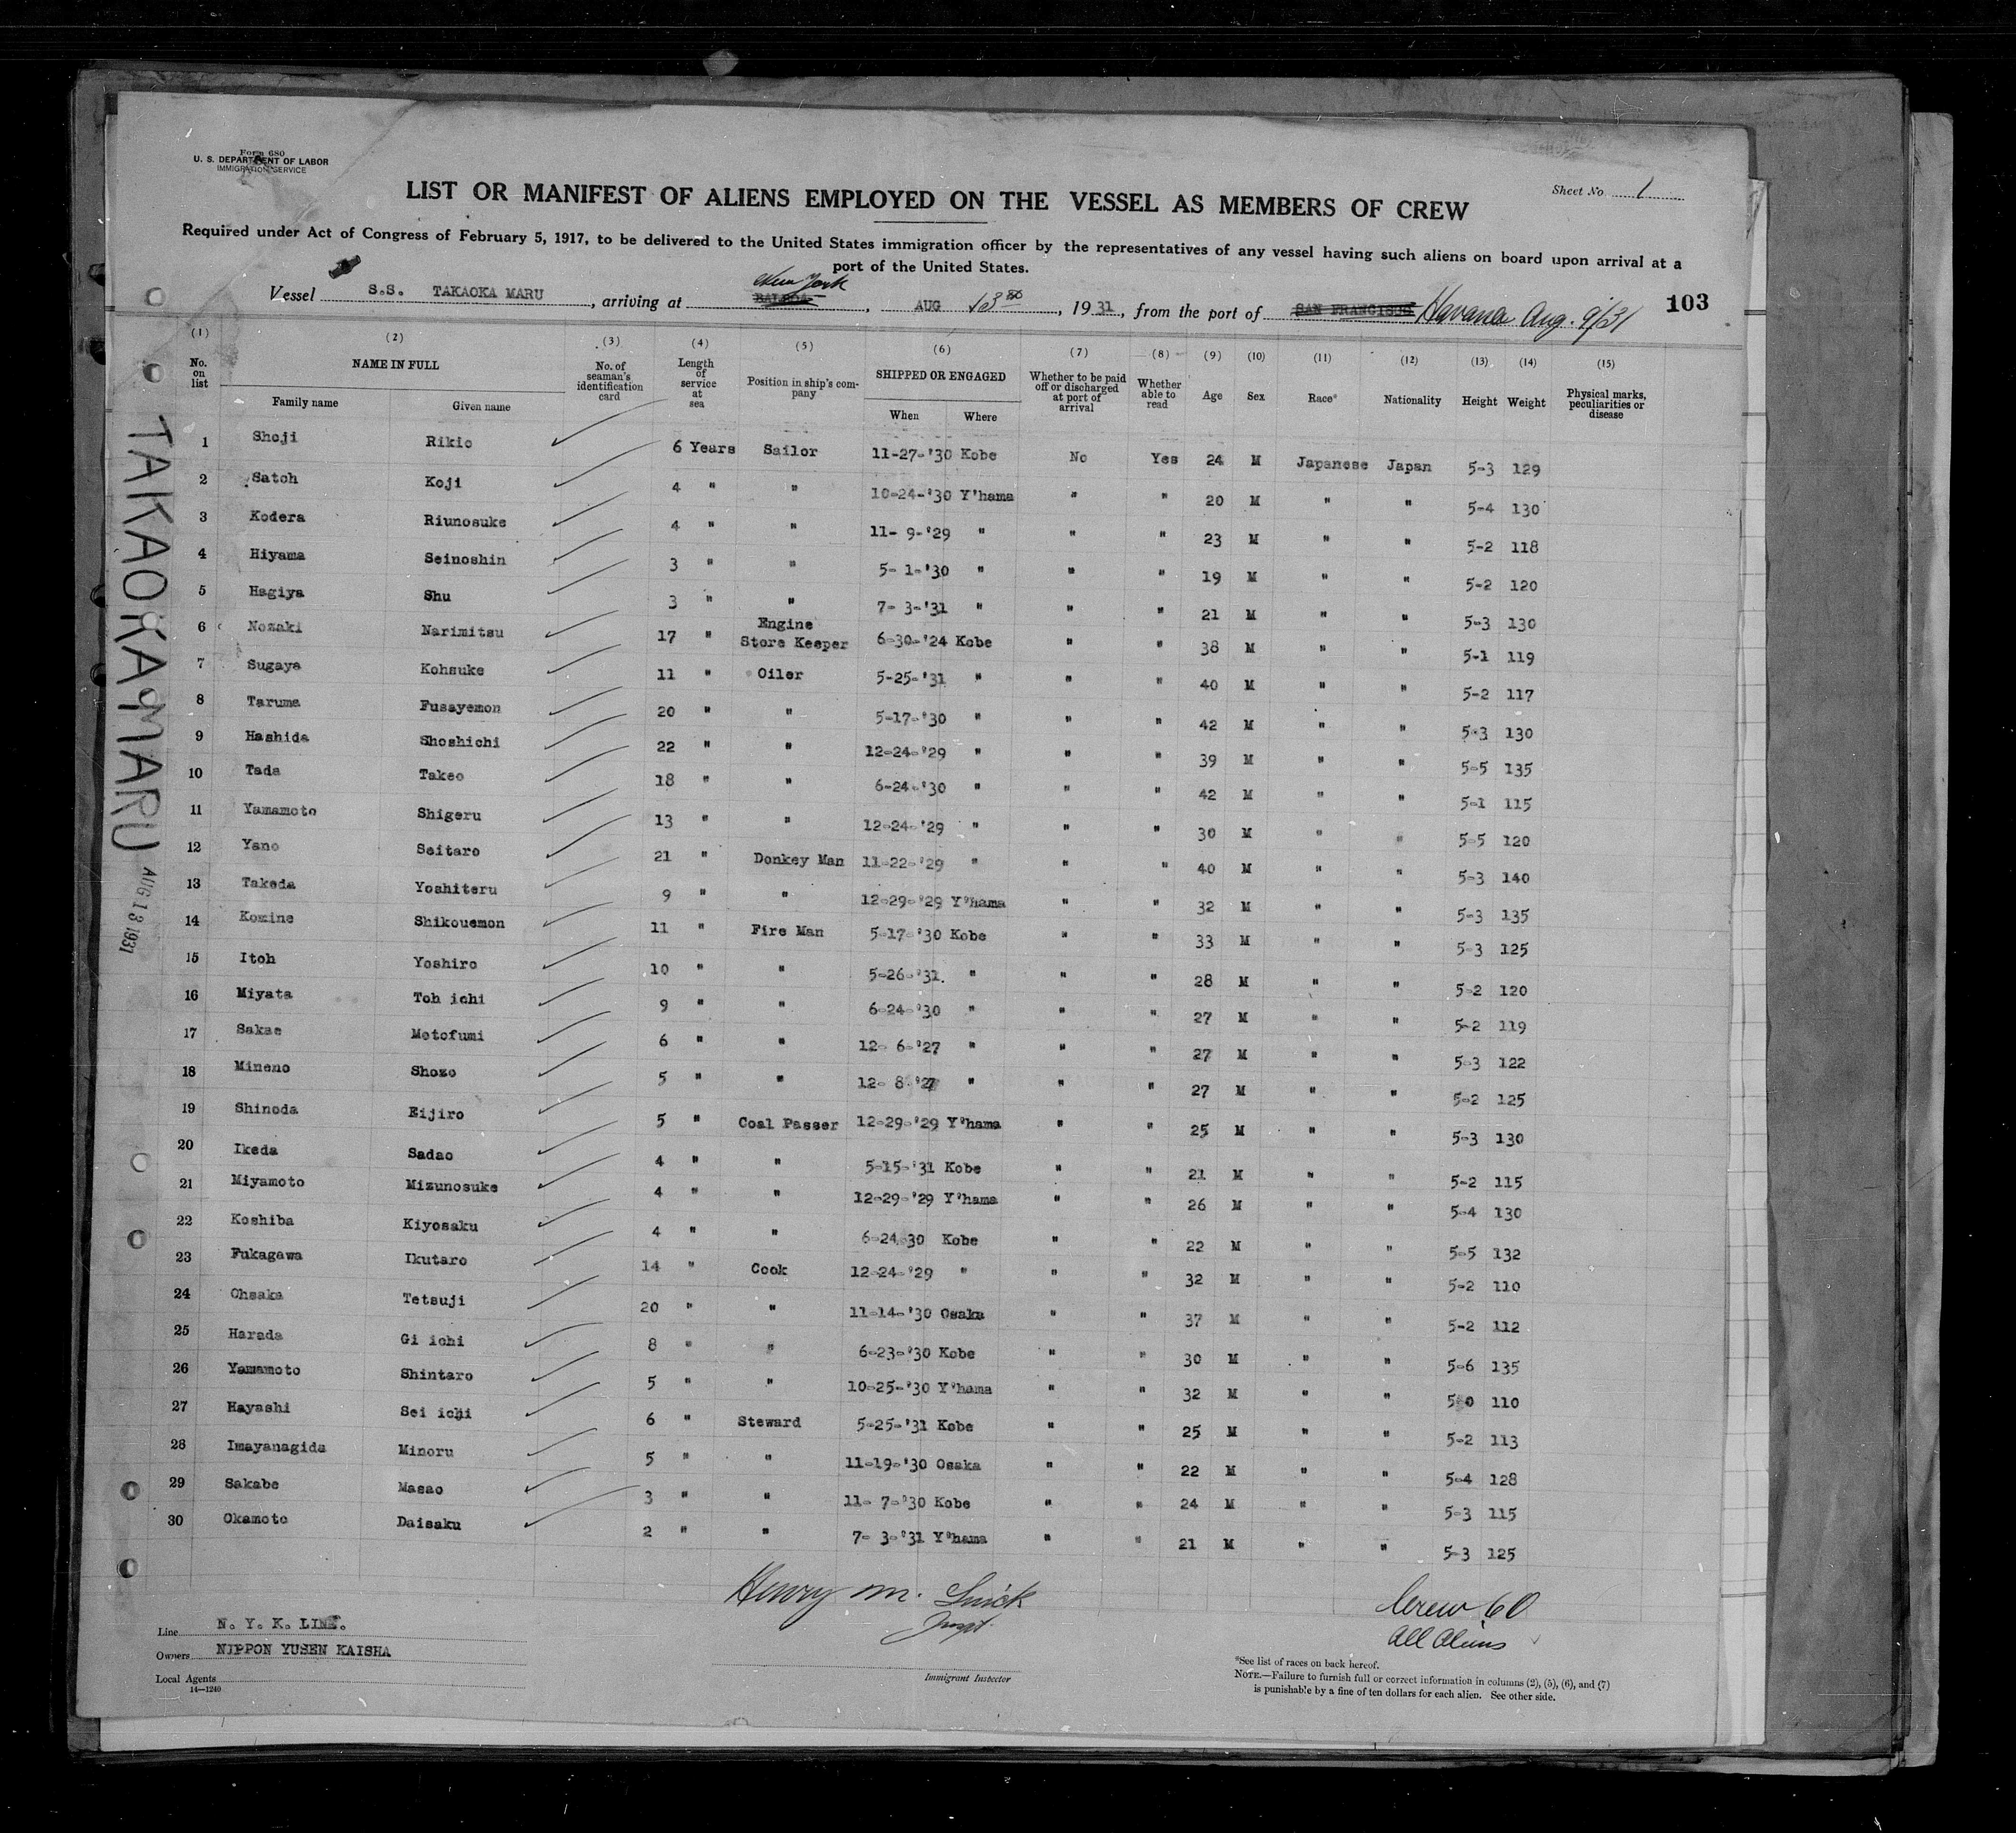 Form 680
U. S. DEPARTMENT OF LABOR
IMMIGRATION SERVICE
Sheet No. 1
LIST OR MANIFEST OF ALIENS EMPLOYED ON THE VESSEL AS MEMBERS OF CREW
Required under Act of Congress of February 5, 1917, to be delivered to the United States immigration officer by the representatives of any vessel having such aliens on board upon arrival at a
port of the United States.
New York
Vessel S.S. TAKAOKA MARU, arriving at BALBOA, AUG 13, 1931, from the port of SAN FRANCISCO Havana Aug. 9/31 103
(1) (2) (3) (4) (5) (6) (7) (8) (9) (10) (11) (12) (13) (14) (15)
No. on list NAME IN FULL Family name Given name No. of seaman's identification card Length of service at sea Position in ship's company SHIPPED OR ENGAGED When Where Whether to be paid off or discharged at port of arrival Whether able to read Age Sex Race* Nationality Height Weight Physical marks, peculiarities or disease
1 Shoji Rikio 6 Years Sailor 11-27-'30 Kobe No Yes 24 M Japanese Japan 5-3 129
2 Satoh Koji 4 " " 10-24-'30 Y'hama " " 20 M " " 5-4 130
3 Kodera Riunosuke 4 " " 11- 9-'29 " " " 23 M " " 5-2 118
4 Hiyama Seinoshin 3 " " 5- 1-'30 " " " 19 M " " 5-2 120
5 Hagiya Shu 3 " " 7- 3-'31 " " " 21 M " " 5-3 130
6 Nozaki Narimitsu 17 " Engine Store Keeper 6-30-'24 Kobe " " 38 M " " 5-1 119
7 Sugaya Kohsuke 11 " Oiler 5-25-'31 " " " 40 M " " 5-2 117
8 Taruma Fusayemon 20 " " 5-17-'30 " " " 42 M " " 5-3 130
9 Hashida Shoshichi 22 " " 12-24-'29 " " " 39 M " " 5-5 135
10 Tada Takeo 18 " " 6-24-'30 " " " 42 M " " 5-1 115
11 Yamamoto Shigeru 13 " " 12-24-'29 " " " 30 M " " 5-5 120
12 Yano Seitaro 21 " Donkey Man 11-22-'29 " " " 40 M " " 5-3 140
13 Takeda Yoshiteru 9 " " 12-29-'29 Y'hama " " 32 M " " 5-3 135
14 Komine Shikouemon 11 " Fire Man 5-17-'30 Kobe " " 33 M " " 5-3 125
15 Itoh Yoshiro 10 " " 5-26-'31. " " " 28 M " " 5-2 120
16 Miyata Toh ichi 9 " " 6-24-'30 " " " 27 M " " 5-2 119
17 Sakae Motofumi 6 " " 12- 6-'27 " " " 27 M " " 5-3 122
18 Mineno Shozo 5 " " 12- 8-'27 " " " 27 M " " 5-2 125
19 Shinoda Eijiro 5 " Coal Passer 12-29-'29 Y'hama " " 25 M " " 5-3 130
20 Ikeda Sadao 4 " " 5-15-'31 Kobe " " 21 M " " 5-2 115
21 Miyamoto Mizunosuke 4 " " 12-29-'29 Y'hama " " 26 M " " 5-4 130
22 Koshiba Kiyosaku 4 " " 6-24-30 Kobe " " 22 M " " 5-5 132
23 Fukagawa Ikutaro 14 " Cook 12-24-'29 " " " 32 M " " 5-2 110
24 Ohsaka Tetsuji 20 " " 11-14-'30 Osaka " " 37 M " " 5-2 112
25 Harada Gi ichi 8 " " 6-23-'30 Kobe " " 30 M " " 5-6 135
26 Yamamoto Shintaro 5 " " 10-25-'30 Y'hama " " 32 M " " 5-0 110
27 Hayashi Sei ichi 6 " Steward 5-25-'31 Kobe " " 25 M " " 5-2 113
28 Imayanagida Minoru 5 " " 11-19-'30 Osaka " " 22 M " " 5-4 128
29 Sakabe Masao 3 " " 11- 7-'30 Kobe " " 24 M " " 5-3 115
30 Okamoto Daisaku 2 " " 7- 3-'31 Y'hama " " 21 M " " 5-3 125
TAKAOKA MARU
AUG 13 1931
Henry M.
Crew 60
All Aliens
Line N. Y. K. LINE.
Owners NIPPON YUSEN KAISHA
Local Agents
14—1240
Immigrant Inspector
*See list of races on back hereof.
NOTE.—Failure to furnish full or correct information in columns (2), (5), (6), and (7)
is punishable by a fine of ten dollars for each alien. See other side.